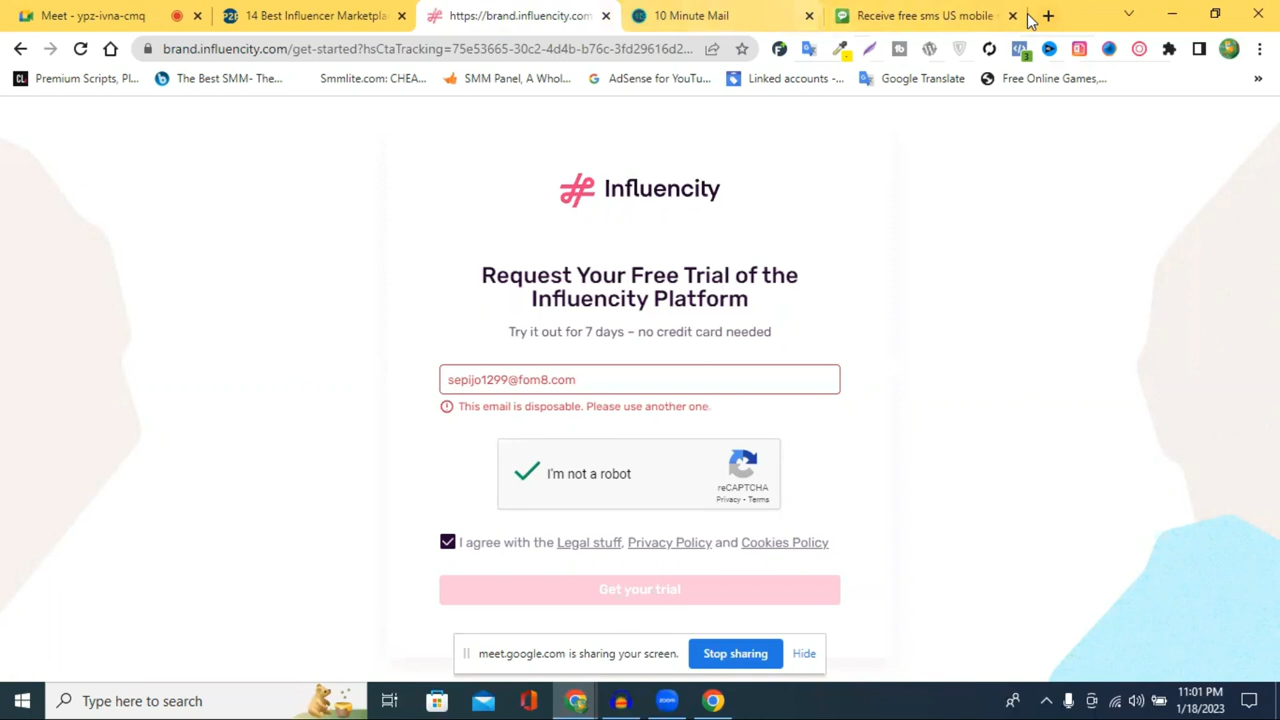 Meet - ypz-ivna-cmq
14 Best Influencer Marketpla
https://brand.influencity.com
10 Minute Mail
Receive free sms US mobile
brand.influencity.com/get-started?hsCtaTracking=75e53665-30c2-4d4b-b76c-3fd29616d2...
Premium Scripts, Pl...
The Best SMM- The...
Smmlite.com: CHEA...
SMM Panel, A Whol...
AdSense for YouTu...
Linked accounts -...
Google Translate
Free Online Games,...
»
Influencity
Request Your Free Trial of the
Influencity Platform
Try it out for 7 days – no credit card needed
sepijo1299@fom8.com
This email is disposable. Please use another one.
I'm not a robot
reCAPTCHA
Privacy - Terms
I agree with the Legal stuff, Privacy Policy and Cookies Policy
Get your trial
meet.google.com is sharing your screen.
Stop sharing
Hide
Type here to search
11:01 PM
1/18/2023